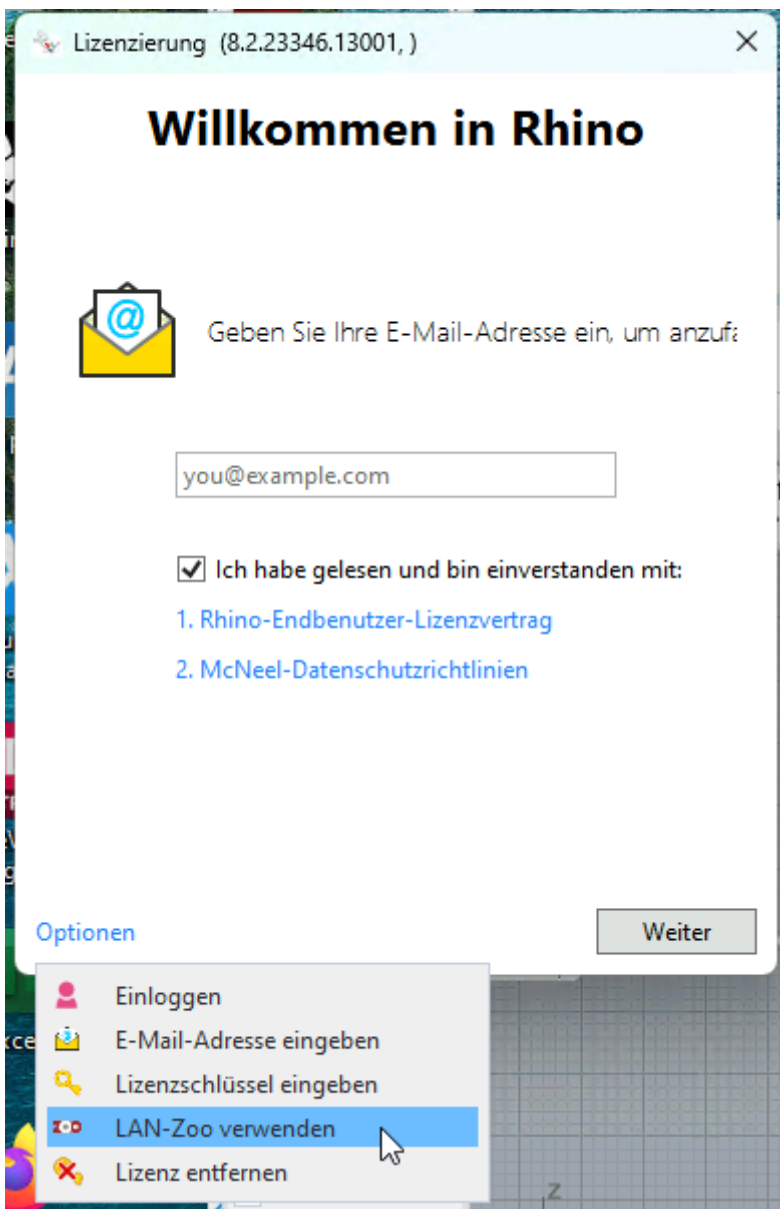 Lizenzierung (8.2.23346.13001, )
Willkommen in Rhino
@
Geben Sie Ihre E-Mail-Adresse ein, um
you@example.com
Ich habe gelesen und bin einverstanden mit:
1. Rhino-Endbenutzer-Lizenzvertrag
2. McNeel-Datenschutzrichtlinien
Optionen
Weiter
Einloggen
E-Mail-Adresse eingeben
Lizenzschlüssel eingeben
LAN-Zoo verwenden
Lizenz entfernen
z